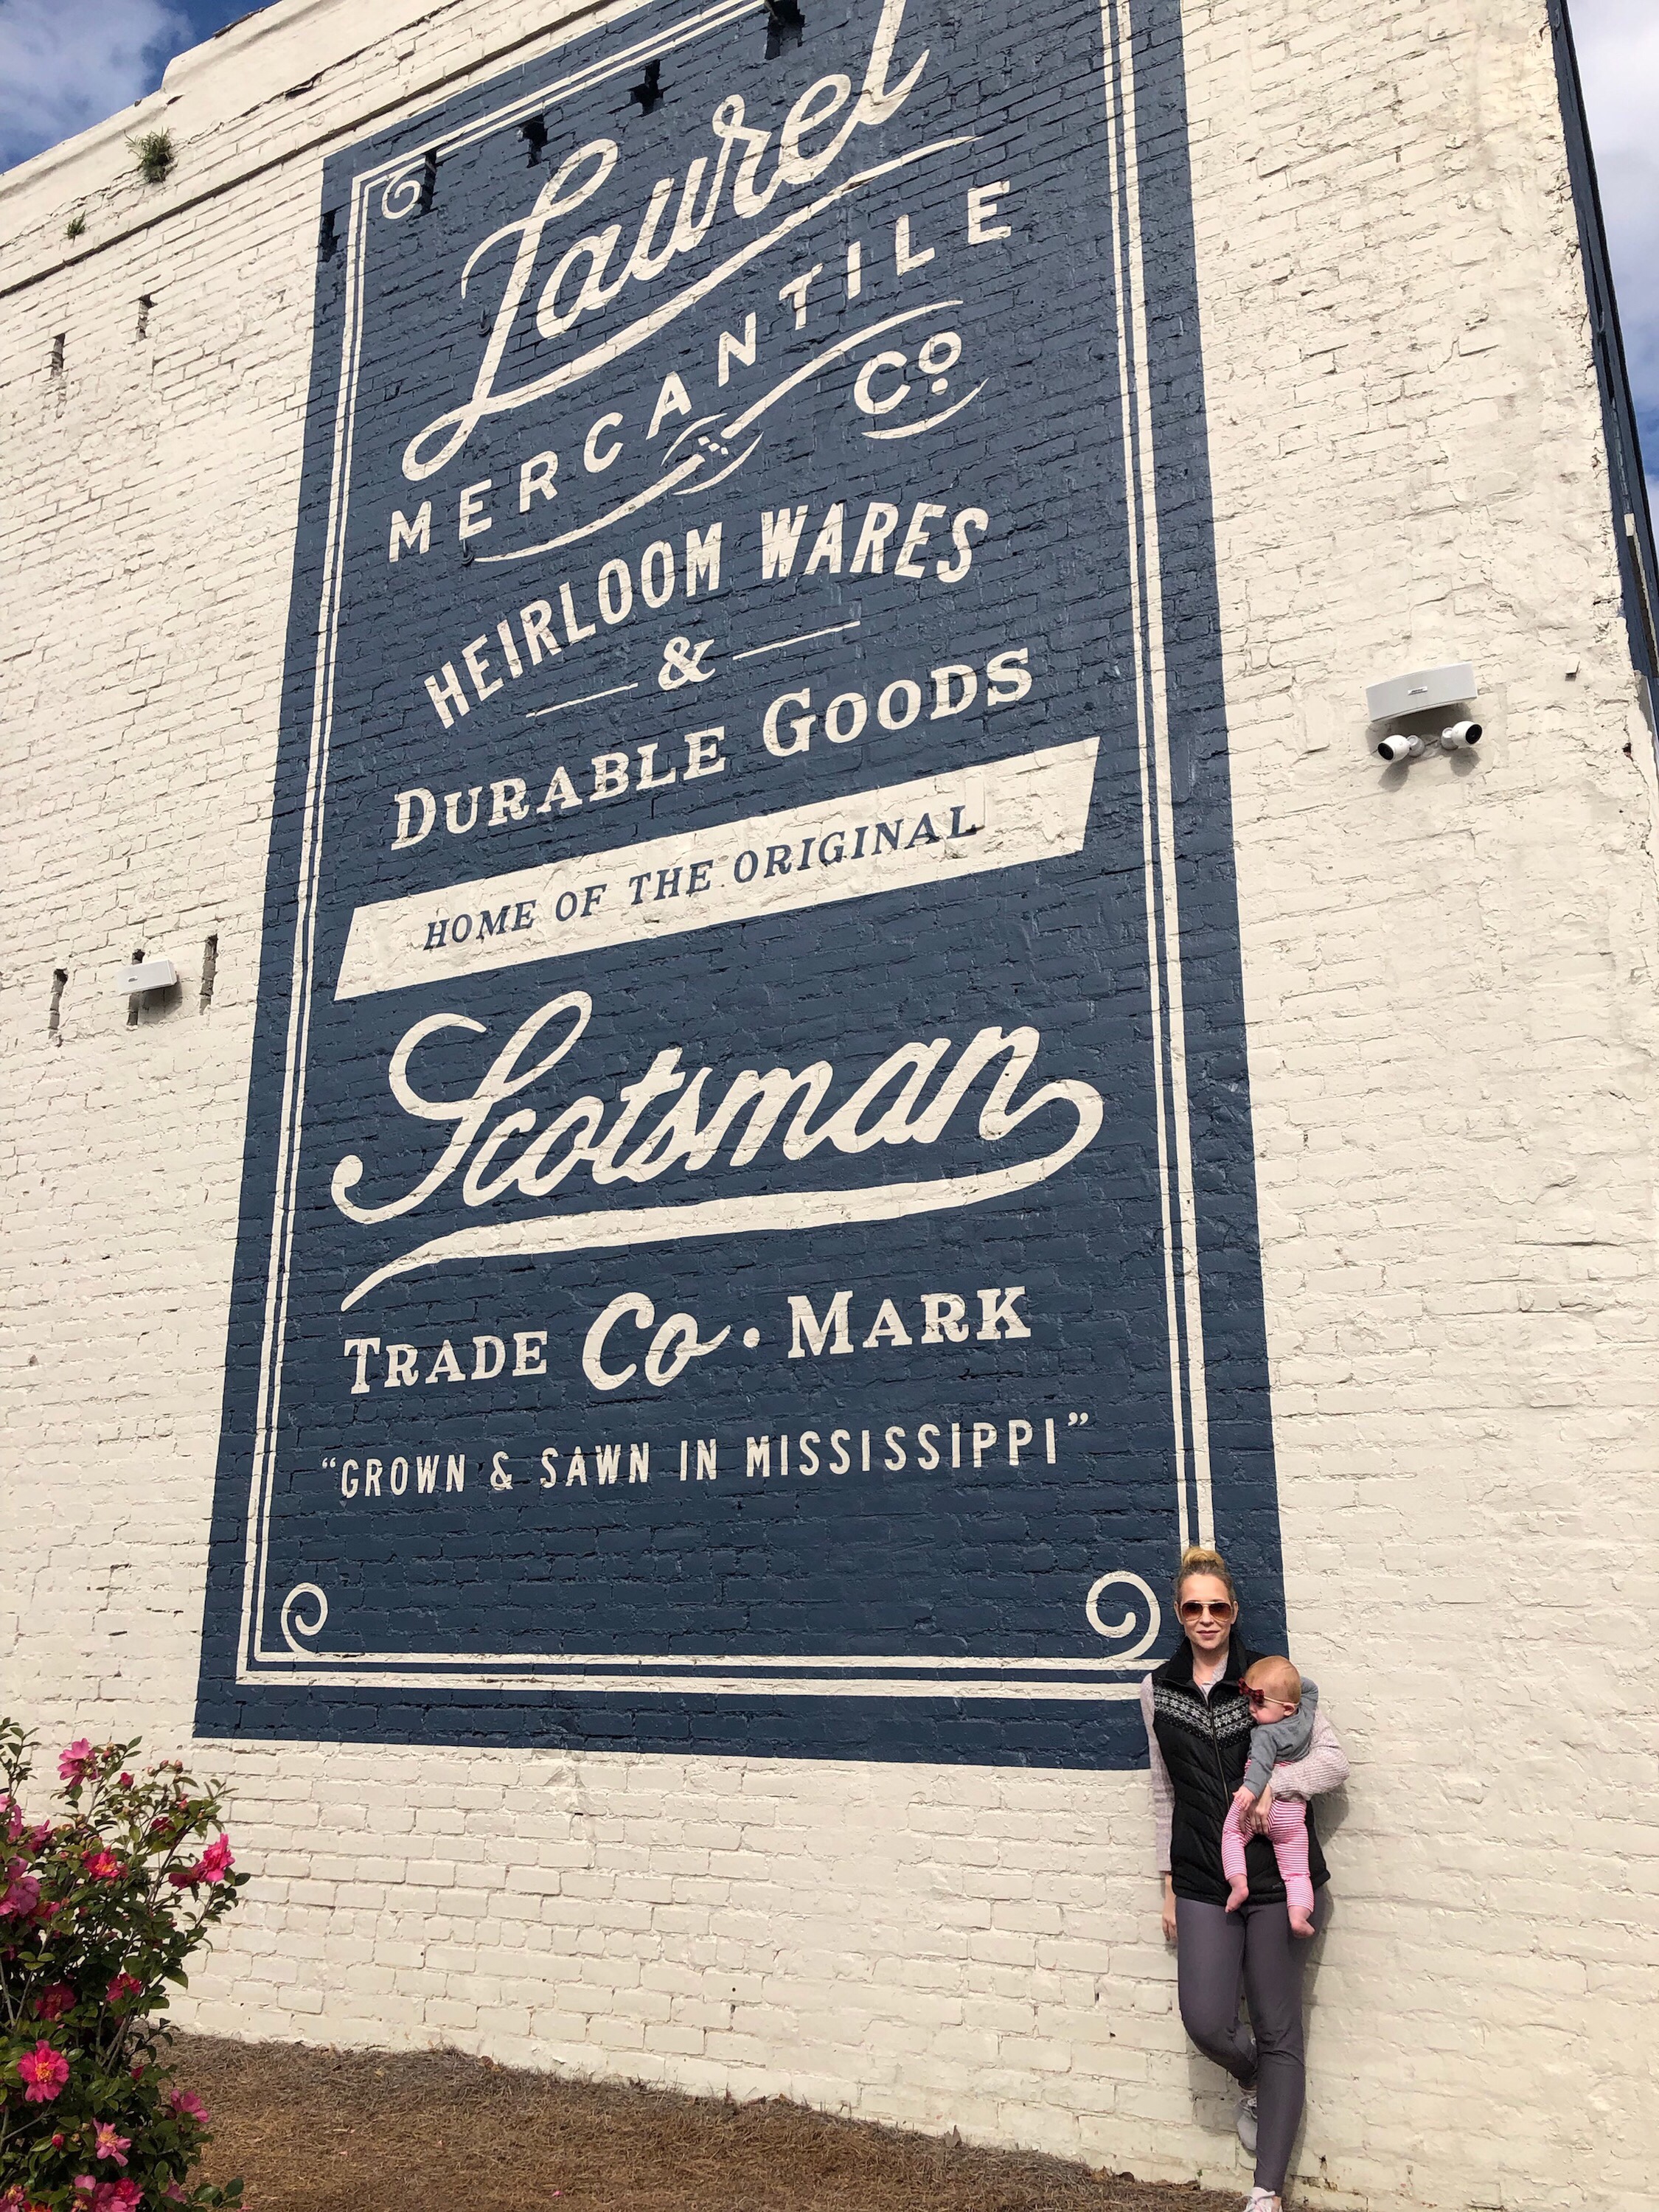 Laurel
MERCANTILE
Co
HEIRLOOM WARES
&
DURABLE GOODS
HOME OF THE ORIGINAL
Scotsman
TRADE Co · MARK
“GROWN & SAWN IN MISSISSIPPI”